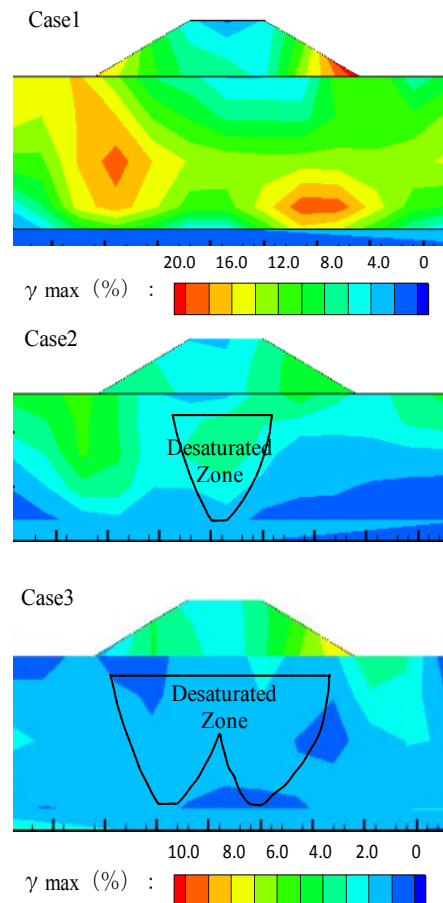 Case1
20.0 16.0 12.0 8.0 4.0 0
γ max (%) :
Case2
Desaturated
Zone
Case3
Desaturated
Zone
10.0 8.0 6.0 4.0 2.0 0
γ max (%) :